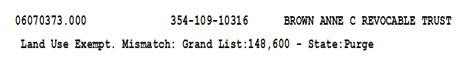 06070373.000 354-109-10316 BROWN ANNE C REVOCABLE TRUST
Land Use Exempt. Mismatch: Grand List:148,600 - State:Purge